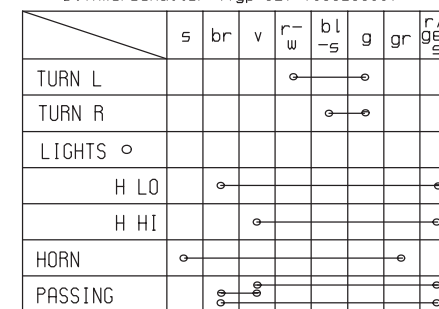 s br v r-w bl-s g gr
TURN L
TURN R
LIGHTS
H LO
H HI
HORN
PASSING